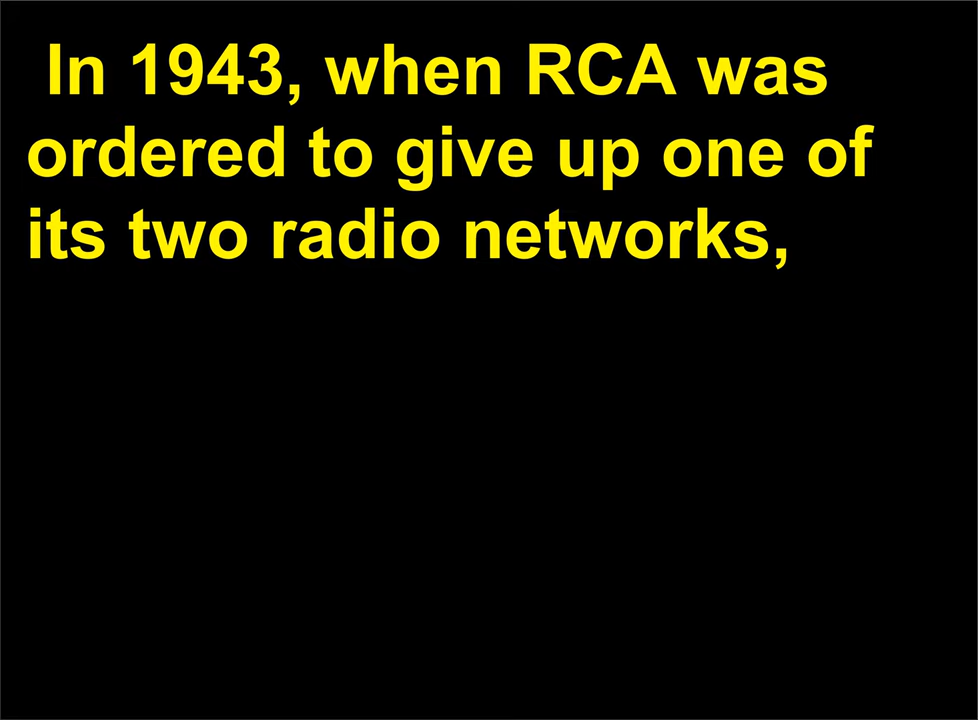 In 1943, when RCA was
ordered to give up one of
its two radio networks,